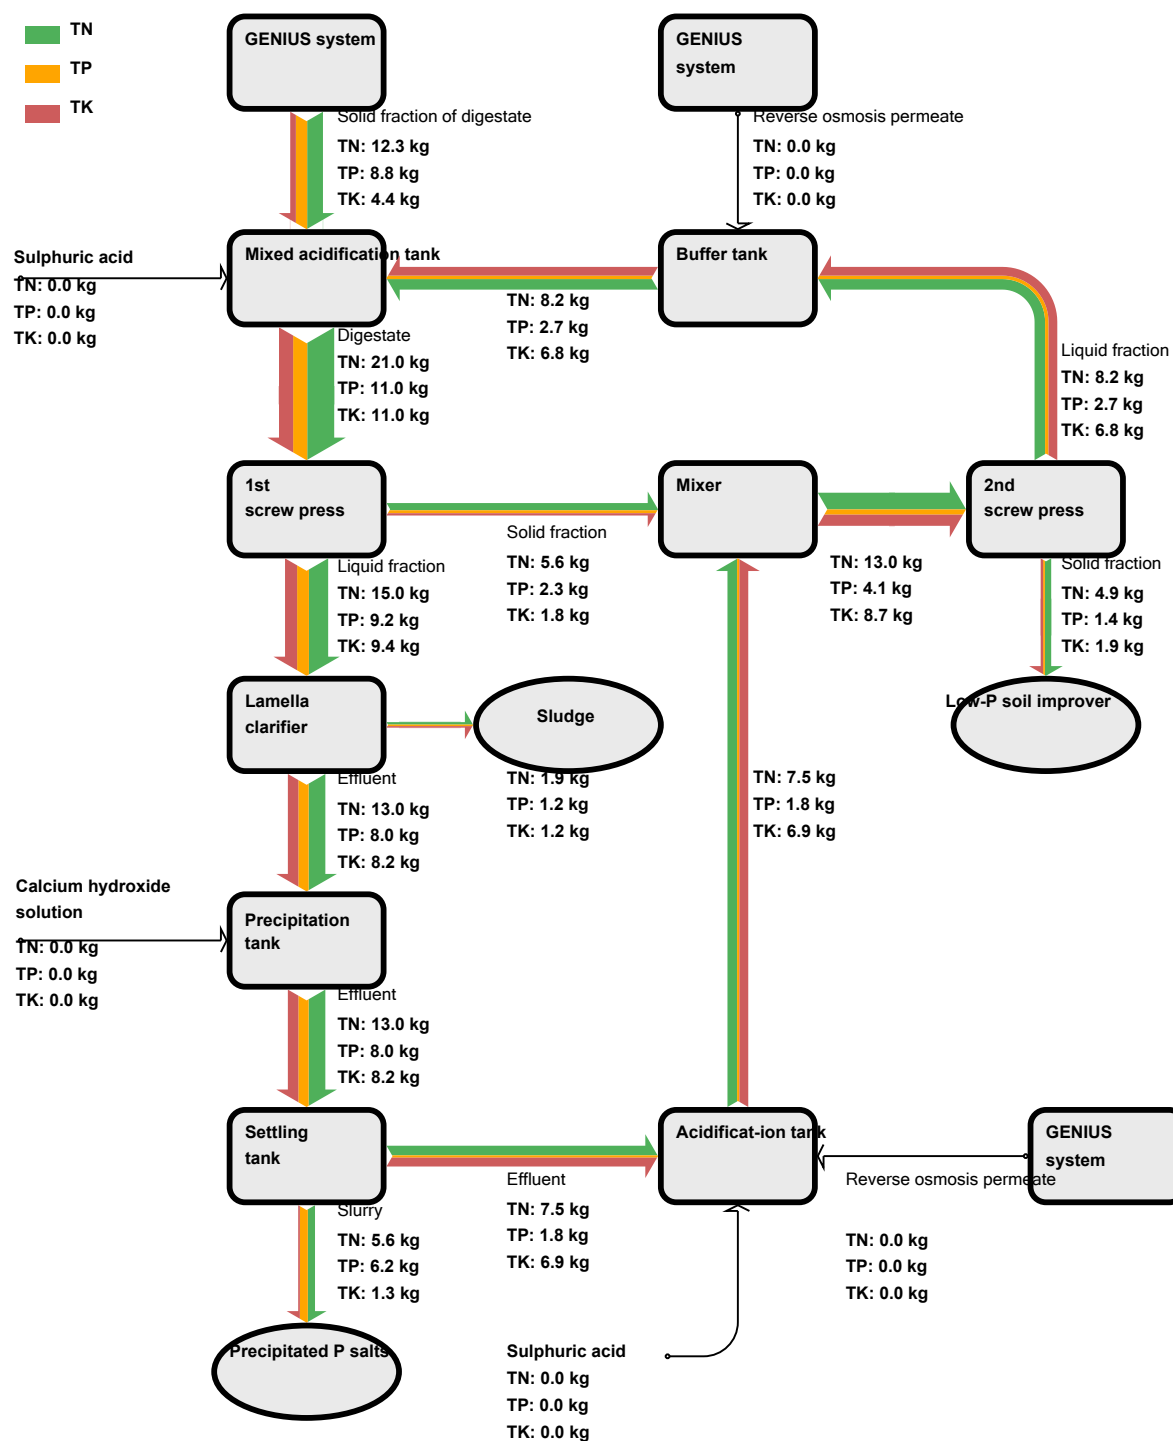 TN
TP
TK
GENIUS system
GENIUS
system
Solid fraction of digestate
TN: 12.3 kg
TP: 8.8 kg
TK: 4.4 kg
Reverse osmosis permeate
TN: 0.0 kg
TP: 0.0 kg
TK: 0.0 kg
Sulphuric acid
TN: 0.0 kg
TP: 0.0 kg
TK: 0.0 kg
Mixed acidification tank
Buffer tank
TN: 8.2 kg
TP: 2.7 kg
TK: 6.8 kg
Digestate
TN: 21.0 kg
TP: 11.0 kg
TK: 11.0 kg
Liquid fraction
TN: 8.2 kg
TP: 2.7 kg
TK: 6.8 kg
1st
screw press
Mixer
2nd
screw press
Solid fraction
TN: 5.6 kg
TP: 2.3 kg
TK: 1.8 kg
TN: 13.0 kg
TP: 4.1 kg
TK: 8.7 kg
Liquid fraction
TN: 15.0 kg
TP: 9.2 kg
TK: 9.4 kg
Solid fraction
TN: 4.9 kg
TP: 1.4 kg
TK: 1.9 kg
Lamella
clarifier
Sludge
Low-P soil improver
TN: 1.9 kg
TP: 1.2 kg
TK: 1.2 kg
Effluent
TN: 13.0 kg
TP: 8.0 kg
TK: 8.2 kg
TN: 7.5 kg
TP: 1.8 kg
TK: 6.9 kg
Calcium hydroxide
solution
TN: 0.0 kg
TP: 0.0 kg
TK: 0.0 kg
Precipitation
tank
Effluent
TN: 13.0 kg
TP: 8.0 kg
TK: 8.2 kg
Settling
tank
Acidificat-ion tank
GENIUS
system
Effluent
TN: 7.5 kg
TP: 1.8 kg
TK: 6.9 kg
Reverse osmosis permeate
TN: 0.0 kg
TP: 0.0 kg
TK: 0.0 kg
Slurry
TN: 5.6 kg
TP: 6.2 kg
TK: 1.3 kg
Precipitated P salts
Sulphuric acid
TN: 0.0 kg
TP: 0.0 kg
TK: 0.0 kg